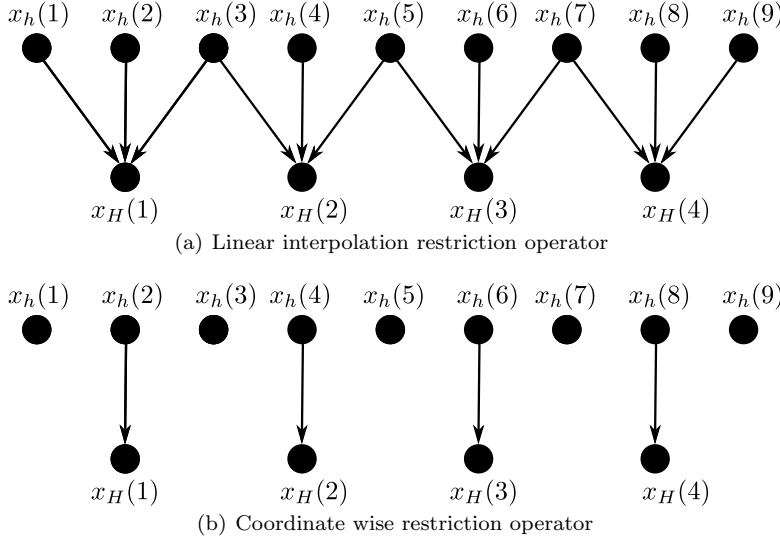 x_h(1) x_h(2) x_h(3) x_h(4) x_h(5) x_h(6) x_h(7) x_h(8) x_h(9)
x_H(1) x_H(2) x_H(3) x_H(4)
(a) Linear interpolation restriction operator
x_h(1) x_h(2) x_h(3) x_h(4) x_h(5) x_h(6) x_h(7) x_h(8) x_h(9)
x_H(1) x_H(2) x_H(3) x_H(4)
(b) Coordinate wise restriction operator